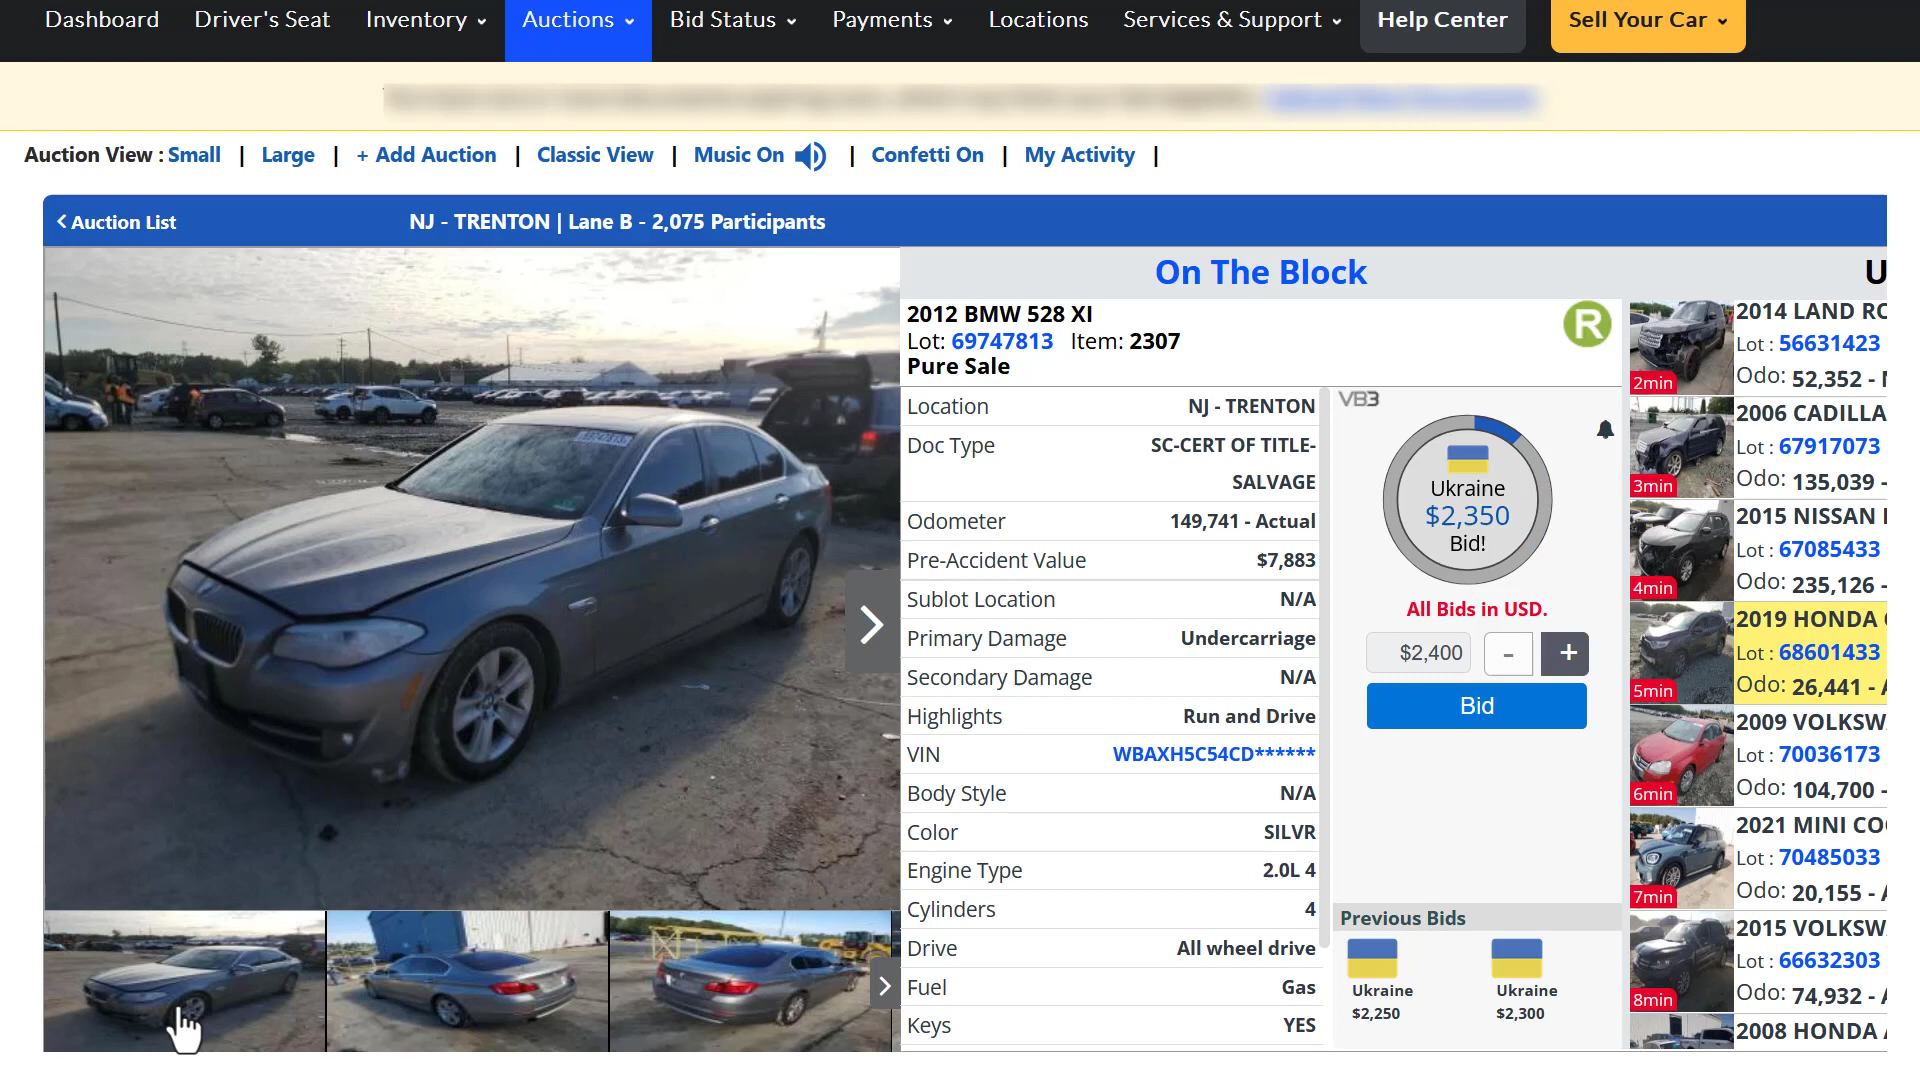 Dashboard Driver's Seat Inventory Auctions Bid Status Payments Locations Services & Support Help Center Sell Your Car
Auction View : Small | Large | + Add Auction | Classic View | Music On | Confetti On | My Activity |
Auction List
NJ - TRENTON | Lane B - 2,075 Participants
On The Block
U
2012 BMW 528 XI
Lot: 69747813 Item: 2307
Pure Sale
R
Location NJ - TRENTON
Doc Type SC-CERT OF TITLE-
SALVAGE
Odometer 149,741 - Actual
Pre-Accident Value $7,883
Sublot Location N/A
Primary Damage Undercarriage
Secondary Damage N/A
Highlights Run and Drive
VIN WBAXH5C54CD******
Body Style N/A
Color SILVR
Engine Type 2.0L 4
Cylinders 4
Drive All wheel drive
Fuel Gas
Keys YES
VB3
Ukraine
$2,350
Bid!
All Bids in USD.
$2,400 - +
Bid
Previous Bids
Ukraine
$2,250
Ukraine
$2,300
2014 LAND RO
Lot : 56631423
Odo: 52,352 -
2min
2006 CADILLA
Lot : 67917073
Odo: 135,039 -
3min
2015 NISSAN
Lot : 67085433
Odo: 235,126 -
4min
2019 HONDA
Lot : 68601433
Odo: 26,441 - A
5min
2009 VOLKSW
Lot : 70036173
Odo: 104,700 -
6min
2021 MINI CO
Lot : 70485033
Odo: 20,155 - A
7min
2015 VOLKSW
Lot : 66632303
Odo: 74,932 - A
8min
2008 HONDA A